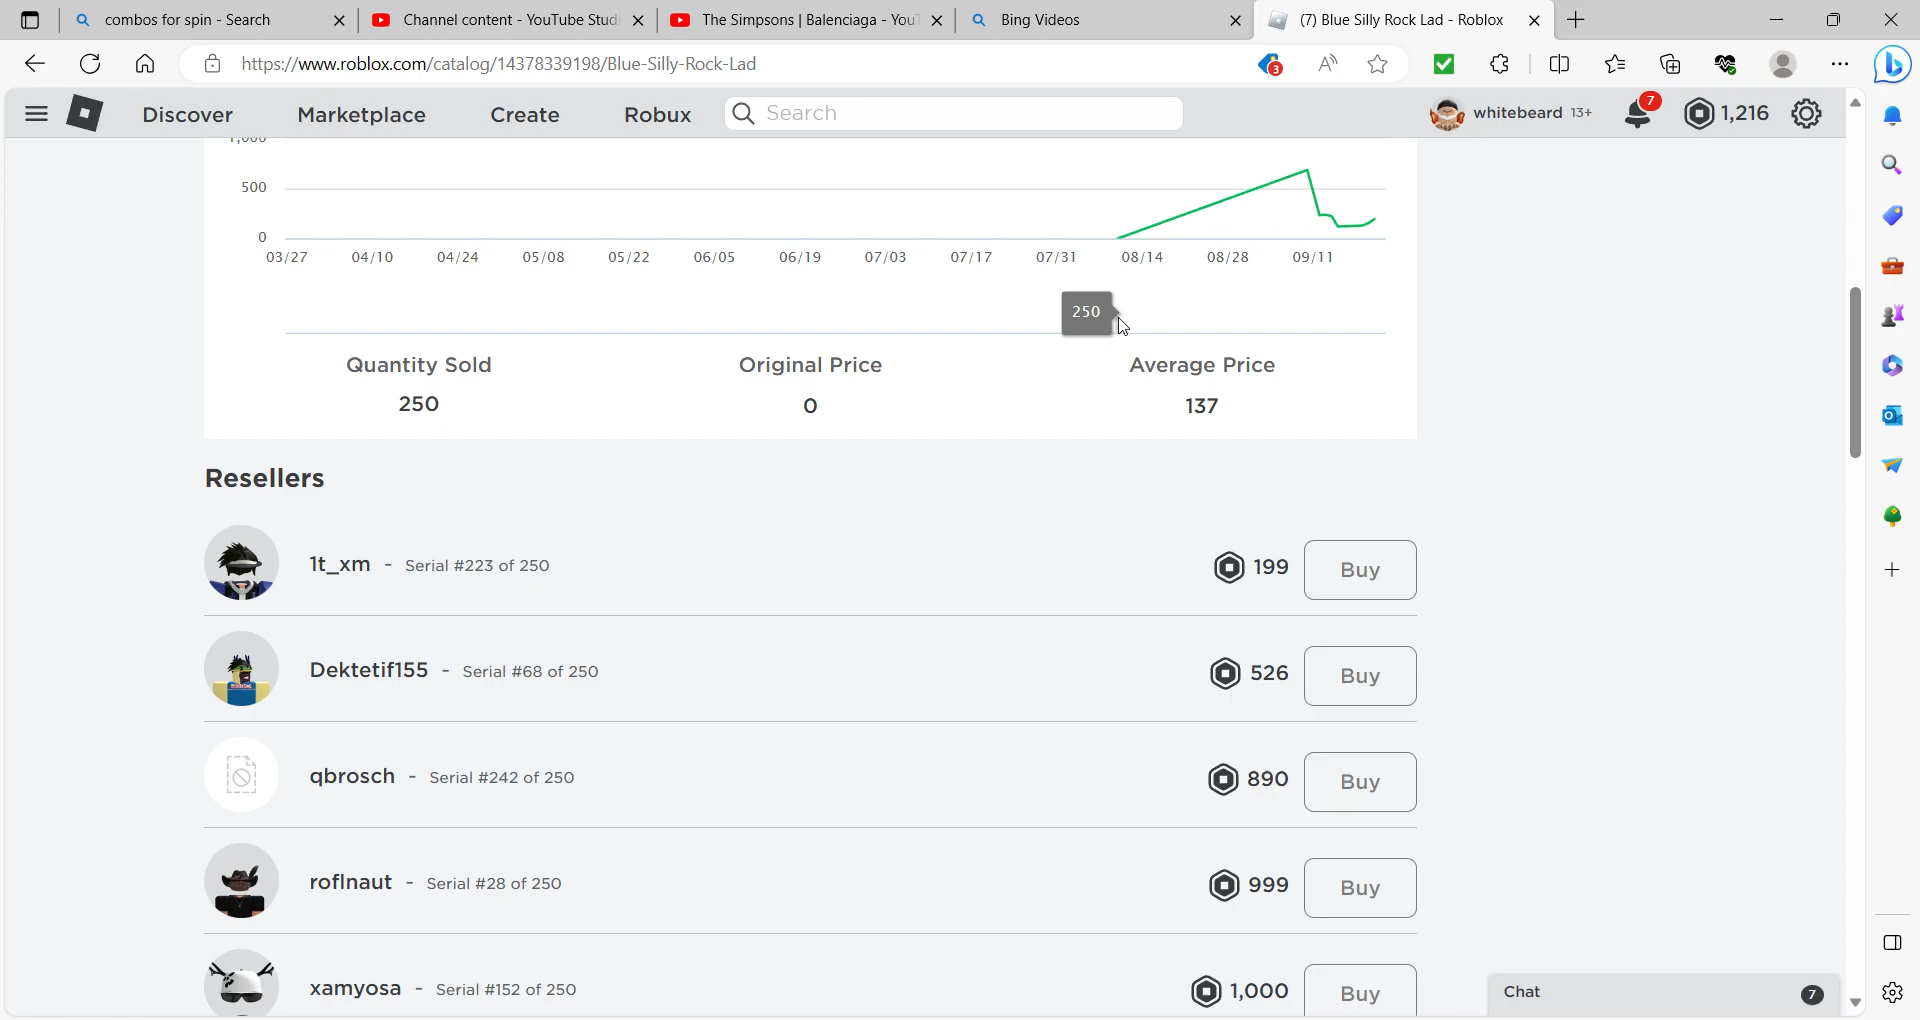 combos for spin - Search
Channel content - YouTube Studi
The Simpsons | Balenciaga - YouT
Bing Videos
(7) Blue Silly Rock Lad - Roblox
https://www.roblox.com/catalog/14378339198/Blue-Silly-Rock-Lad
3
Discover
Marketplace
Create
Robux
Search
whitebeard 13+
7
1,216
1,000
500
0
03/27 04/10 04/24 05/08 05/22 06/05 06/19 07/03 07/17 07/31 08/14 08/28 09/11
250
Quantity Sold
250
Original Price
0
Average Price
137
Resellers
1t_xm - Serial #223 of 250
199
Buy
Dektetif155 - Serial #68 of 250
526
Buy
qbrosch - Serial #242 of 250
890
Buy
roflnaut - Serial #28 of 250
999
Buy
xamyosa - Serial #152 of 250
1,000
Buy
Chat
7